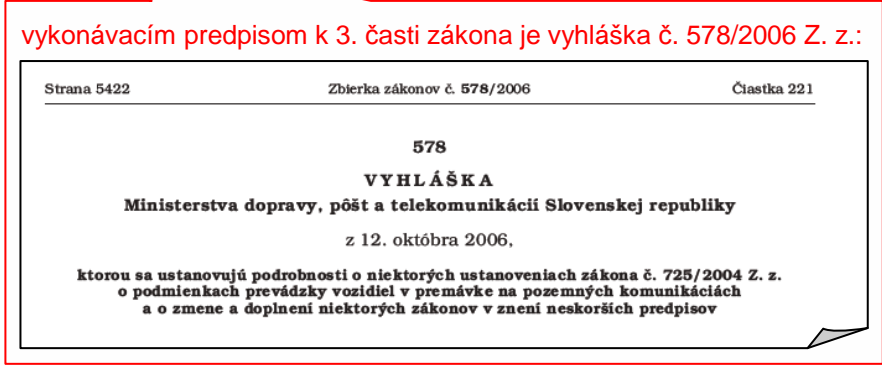 vykonávacím predpisom k 3. časti zákona je vyhláška č. 578/2006 Z. z.:
Strana 5422 Zbierka zákonov č. 578/2006 Čiastka 221
578
VYHLÁŠKA
Ministerstva dopravy, pôšt a telekomunikácií Slovenskej republiky
z 12. októbra 2006,
ktorou sa ustanovujú podrobnosti o niektorých ustanoveniach zákona č. 725/2004 Z. z.
o podmienkach prevádzky vozidiel v premávke na pozemných komunikáciách
a o zmene a doplnení niektorých zákonov v znení neskorších predpisov